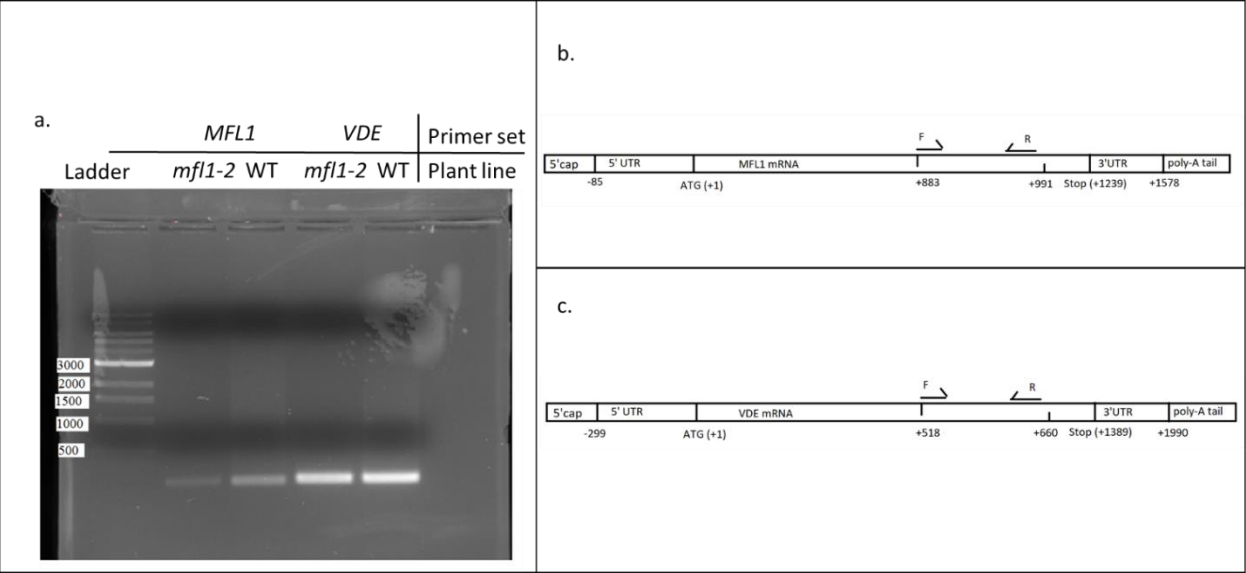 a.
MFL1 VDE Primer set
Ladder mfl1-2 WT mfl1-2 WT Plant line
3000
2000
1500
1000
500
b.
F R
5'cap 5' UTR MFL1 mRNA 3'UTR poly-A tail
-85 ATG (+1) +883 +991 Stop (+1239) +1578
c.
F R
5'cap 5' UTR VDE mRNA 3'UTR poly-A tail
-299 ATG (+1) +518 +660 Stop (+1389) +1990